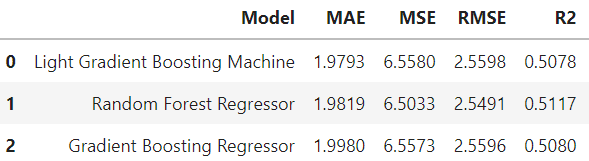 Model MAE MSE RMSE R2
0 Light Gradient Boosting Machine 1.9793 6.5580 2.5598 0.5078
1 Random Forest Regressor 1.9819 6.5033 2.5491 0.5117
2 Gradient Boosting Regressor 1.9980 6.5573 2.5596 0.5080